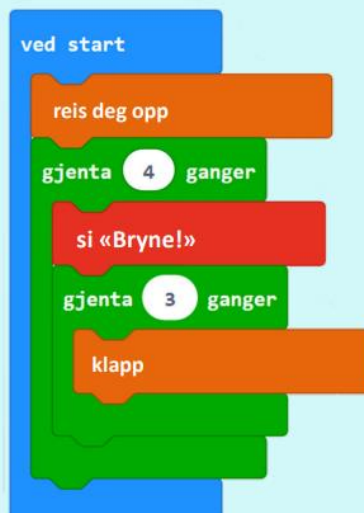 ved start
reis deg opp
gjenta 4 ganger
si «Bryne!»
gjenta 3 ganger
klapp